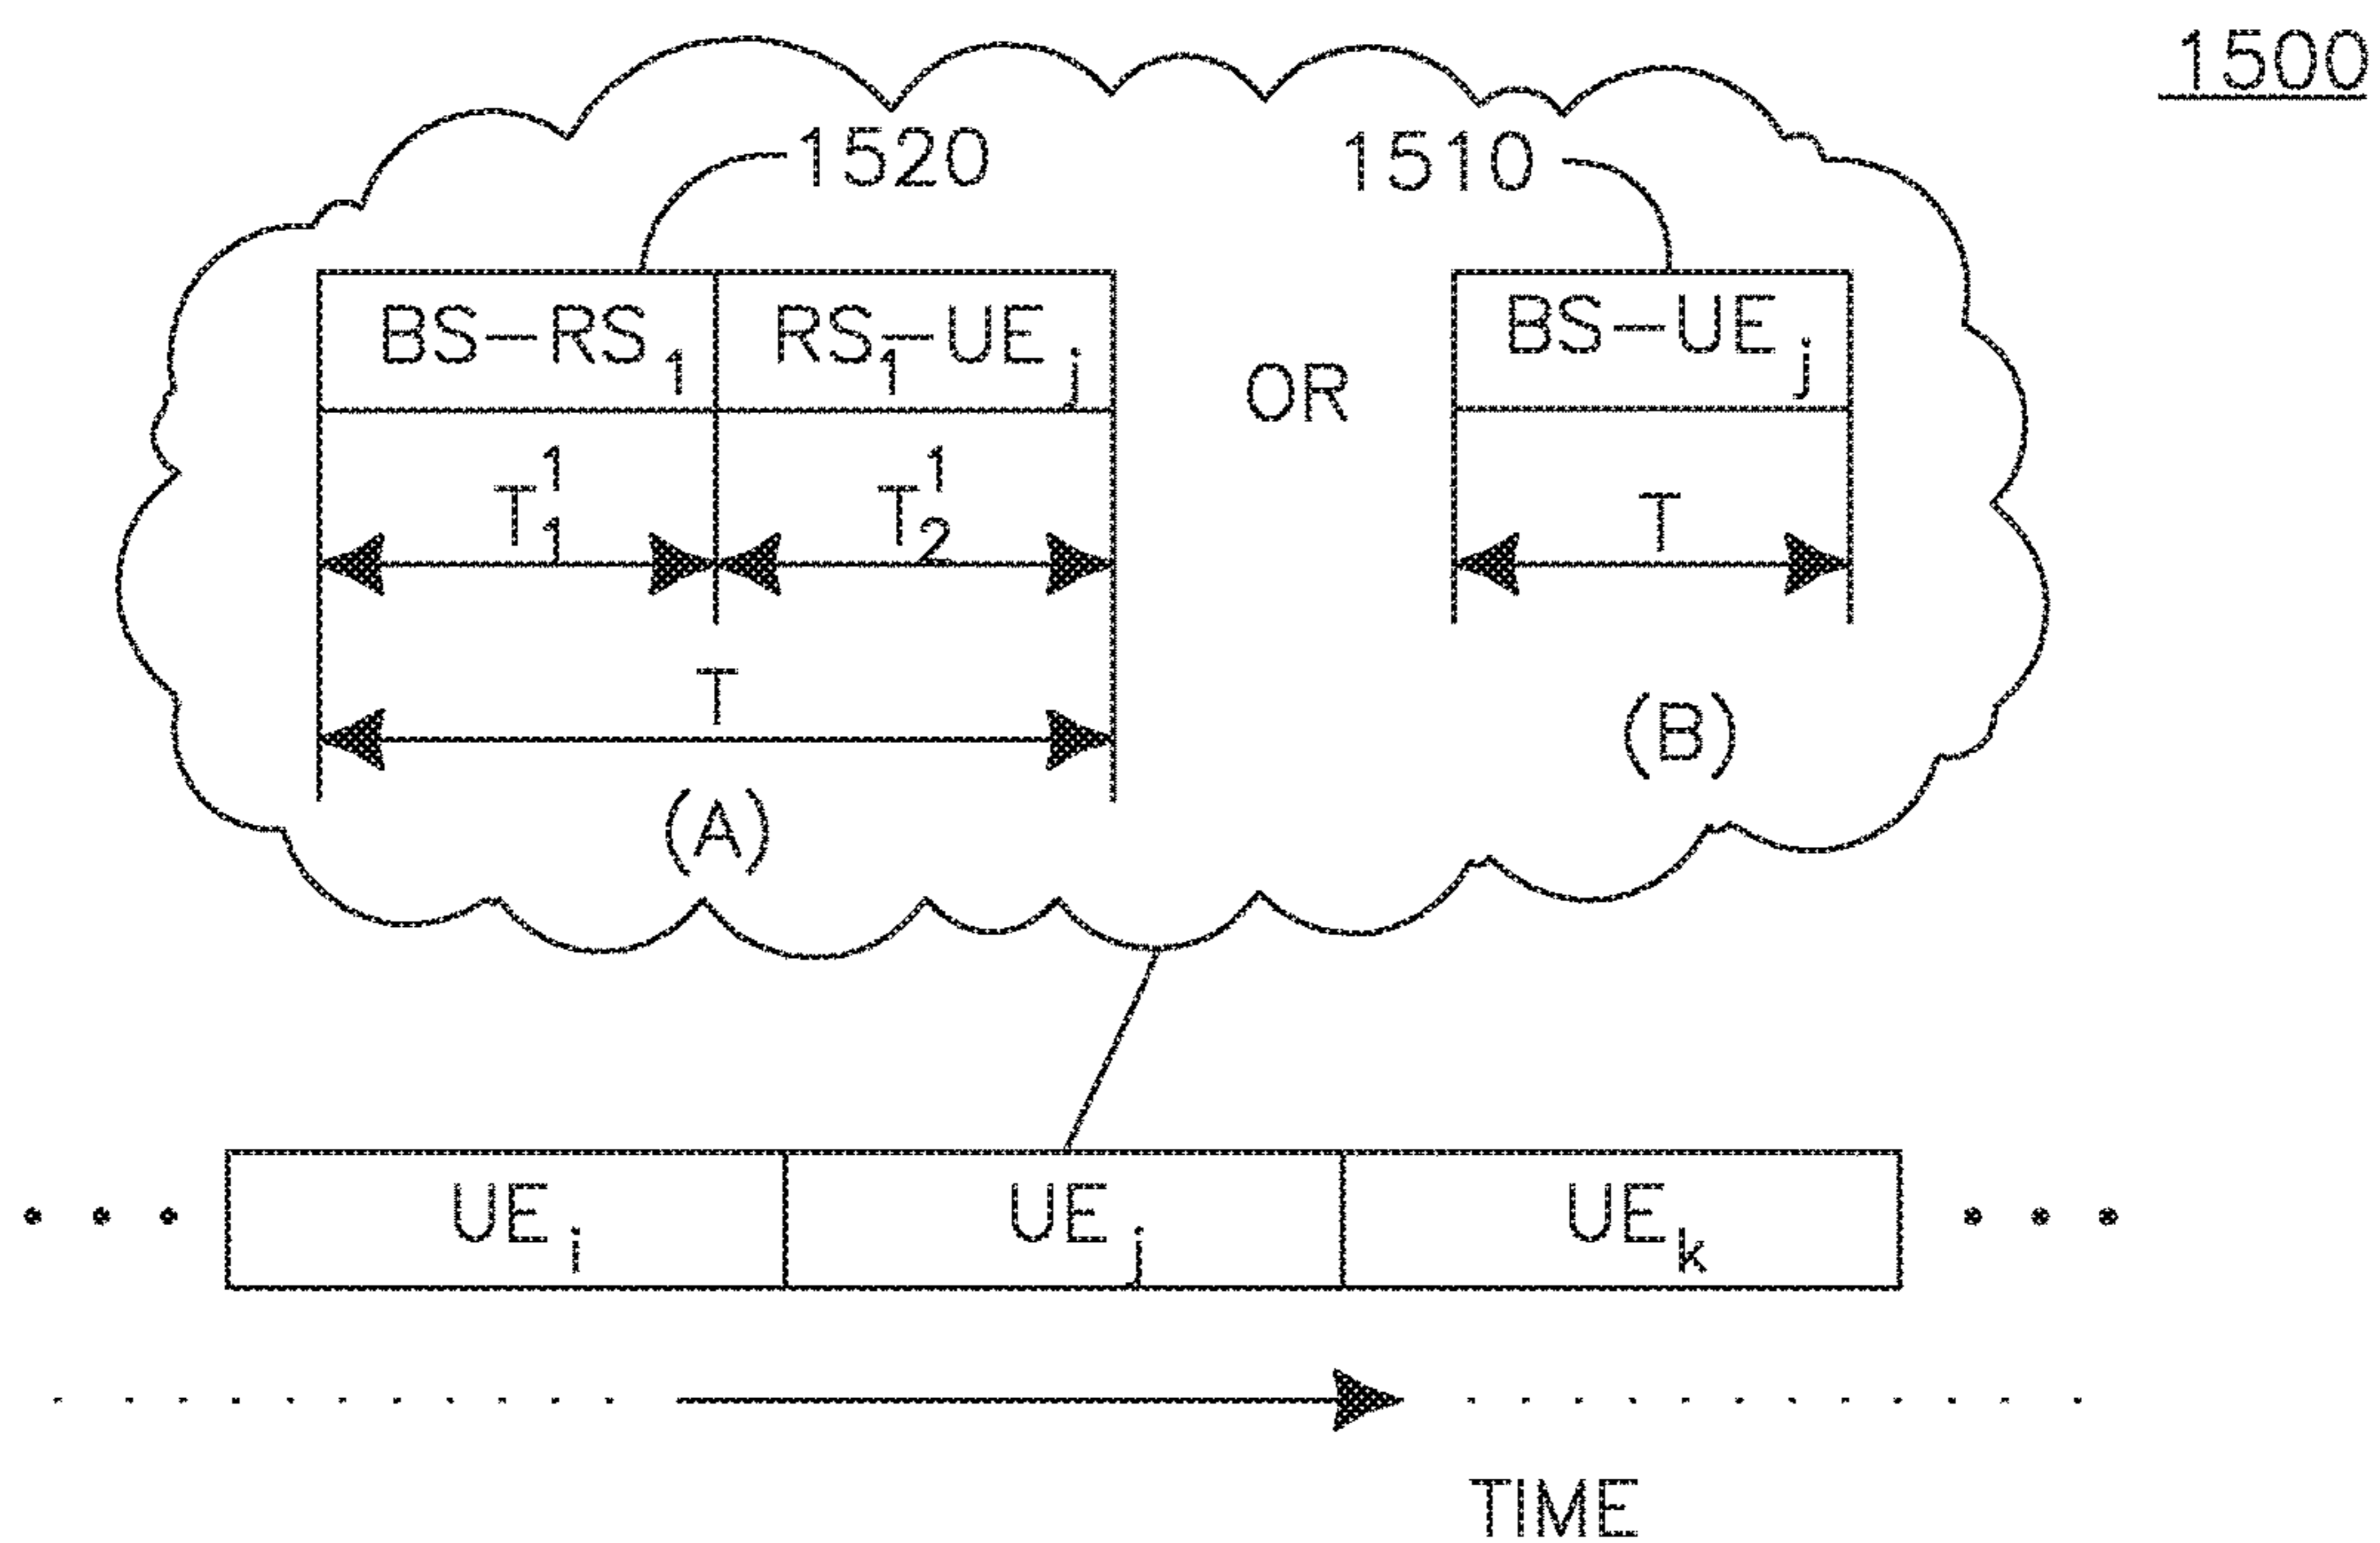 1500
1520 1510
BS-RS₁ RS₁-UEⱼ OR BS-UEⱼ
T₁¹ T₂¹ T
T
(A) (B)
UEᵢ UEⱼ UEₖ
TIME